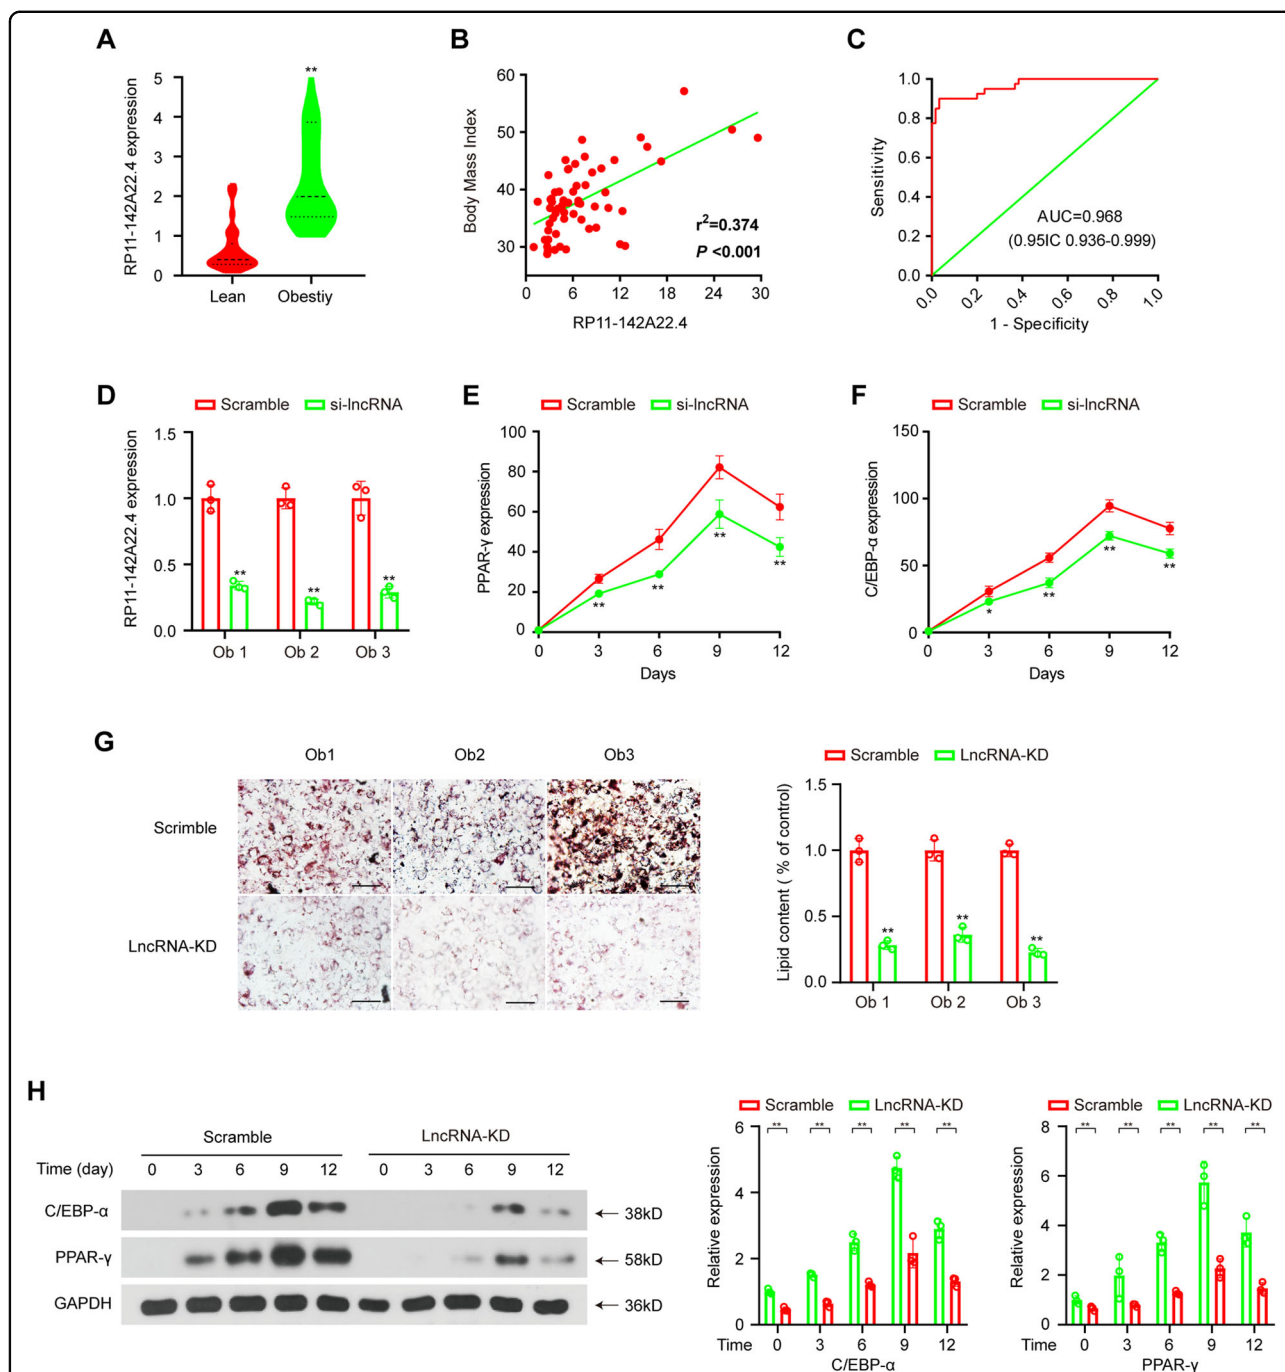 A
RP11-142A22.4 expression
5
4
3
2
1
0
**
Lean
Obestiy
B
Body Mass Index
60
50
40
30
r²=0.374
P <0.001
0
6
12
18
24
30
RP11-142A22.4
C
Sensitivity
1.0
0.8
0.6
0.4
0.2
0.0
AUC=0.968
(0.95IC 0.936-0.999)
0.0
0.2
0.4
0.6
0.8
1.0
1 - Specificity
D
Scramble
si-lncRNA
RP11-142A22.4 expression
1.5
1.0
0.5
0.0
**
**
**
Ob 1
Ob 2
Ob 3
E
Scramble
si-lncRNA
PPAR-γ expression
100
80
60
40
20
0
**
**
**
**
0
3
6
9
12
Days
F
Scramble
si-lncRNA
C/EBP-α expression
150
100
50
0
*
**
**
**
0
3
6
9
12
Days
G
Ob1
Ob2
Ob3
Scrimble
LncRNA-KD
Scramble
LncRNA-KD
Lipid content ( % of control)
1.5
1.0
0.5
0.0
**
**
**
Ob 1
Ob 2
Ob 3
H
Scramble
LncRNA-KD
Time (day)
0
3
6
9
12
0
3
6
9
12
C/EBP-α
38kD
PPAR-γ
58kD
GAPDH
36kD
Scramble
LncRNA-KD
Relative expression
6
4
2
0
**
**
**
**
**
Time
0
3
6
9
12
C/EBP-α
Scramble
LncRNA-KD
Relative expression
8
6
4
2
0
**
**
**
**
**
Time
0
3
6
9
12
PPAR-γ